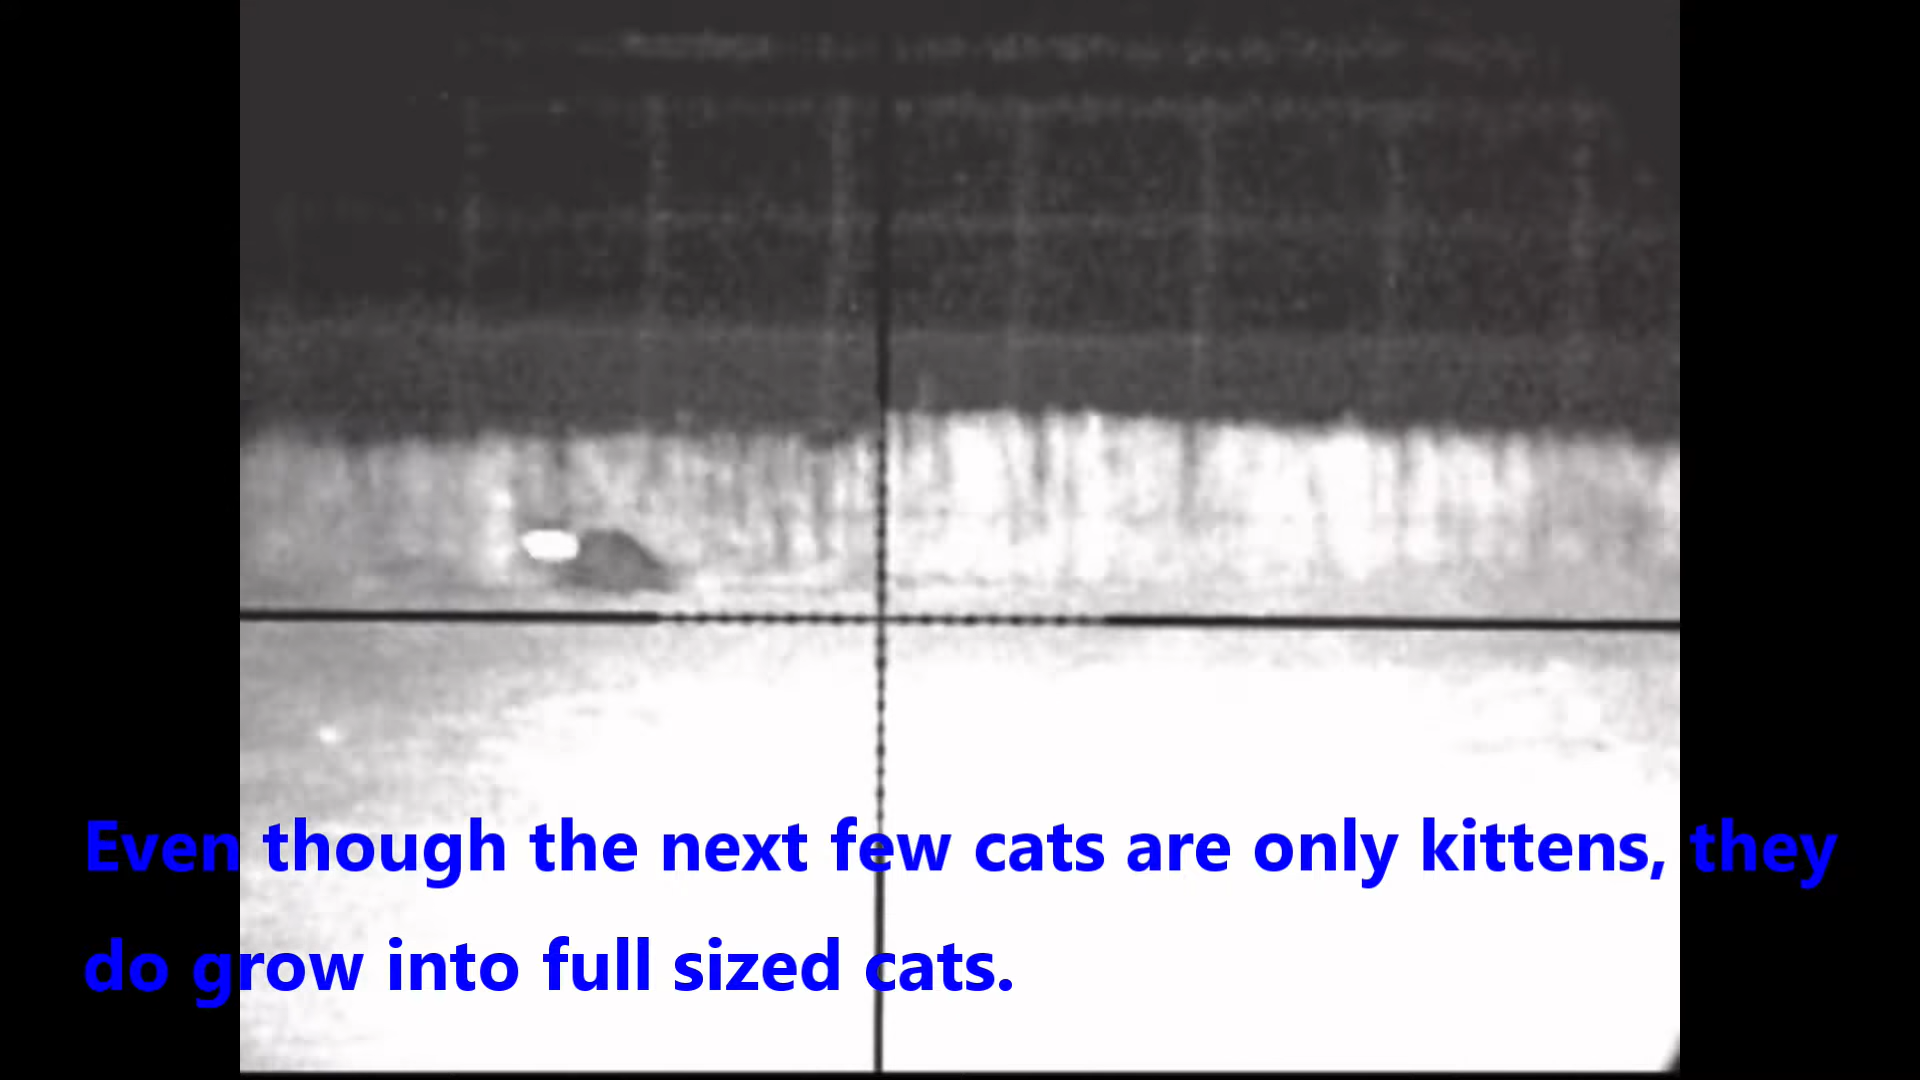 Even though the next few cats are only kittens, they
do grow into full sized cats.